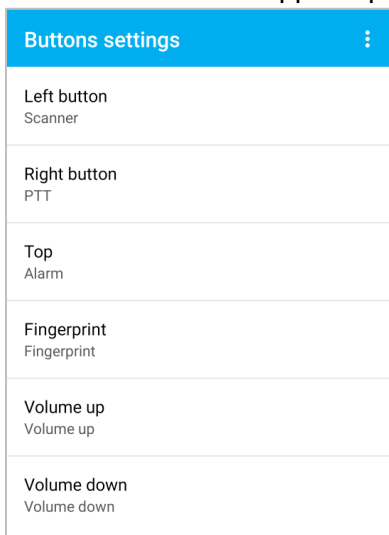 Buttons settings
Left button
Scanner
Right button
PTT
Top
Alarm
Fingerprint
Fingerprint
Volume up
Volume up
Volume down
Volume down